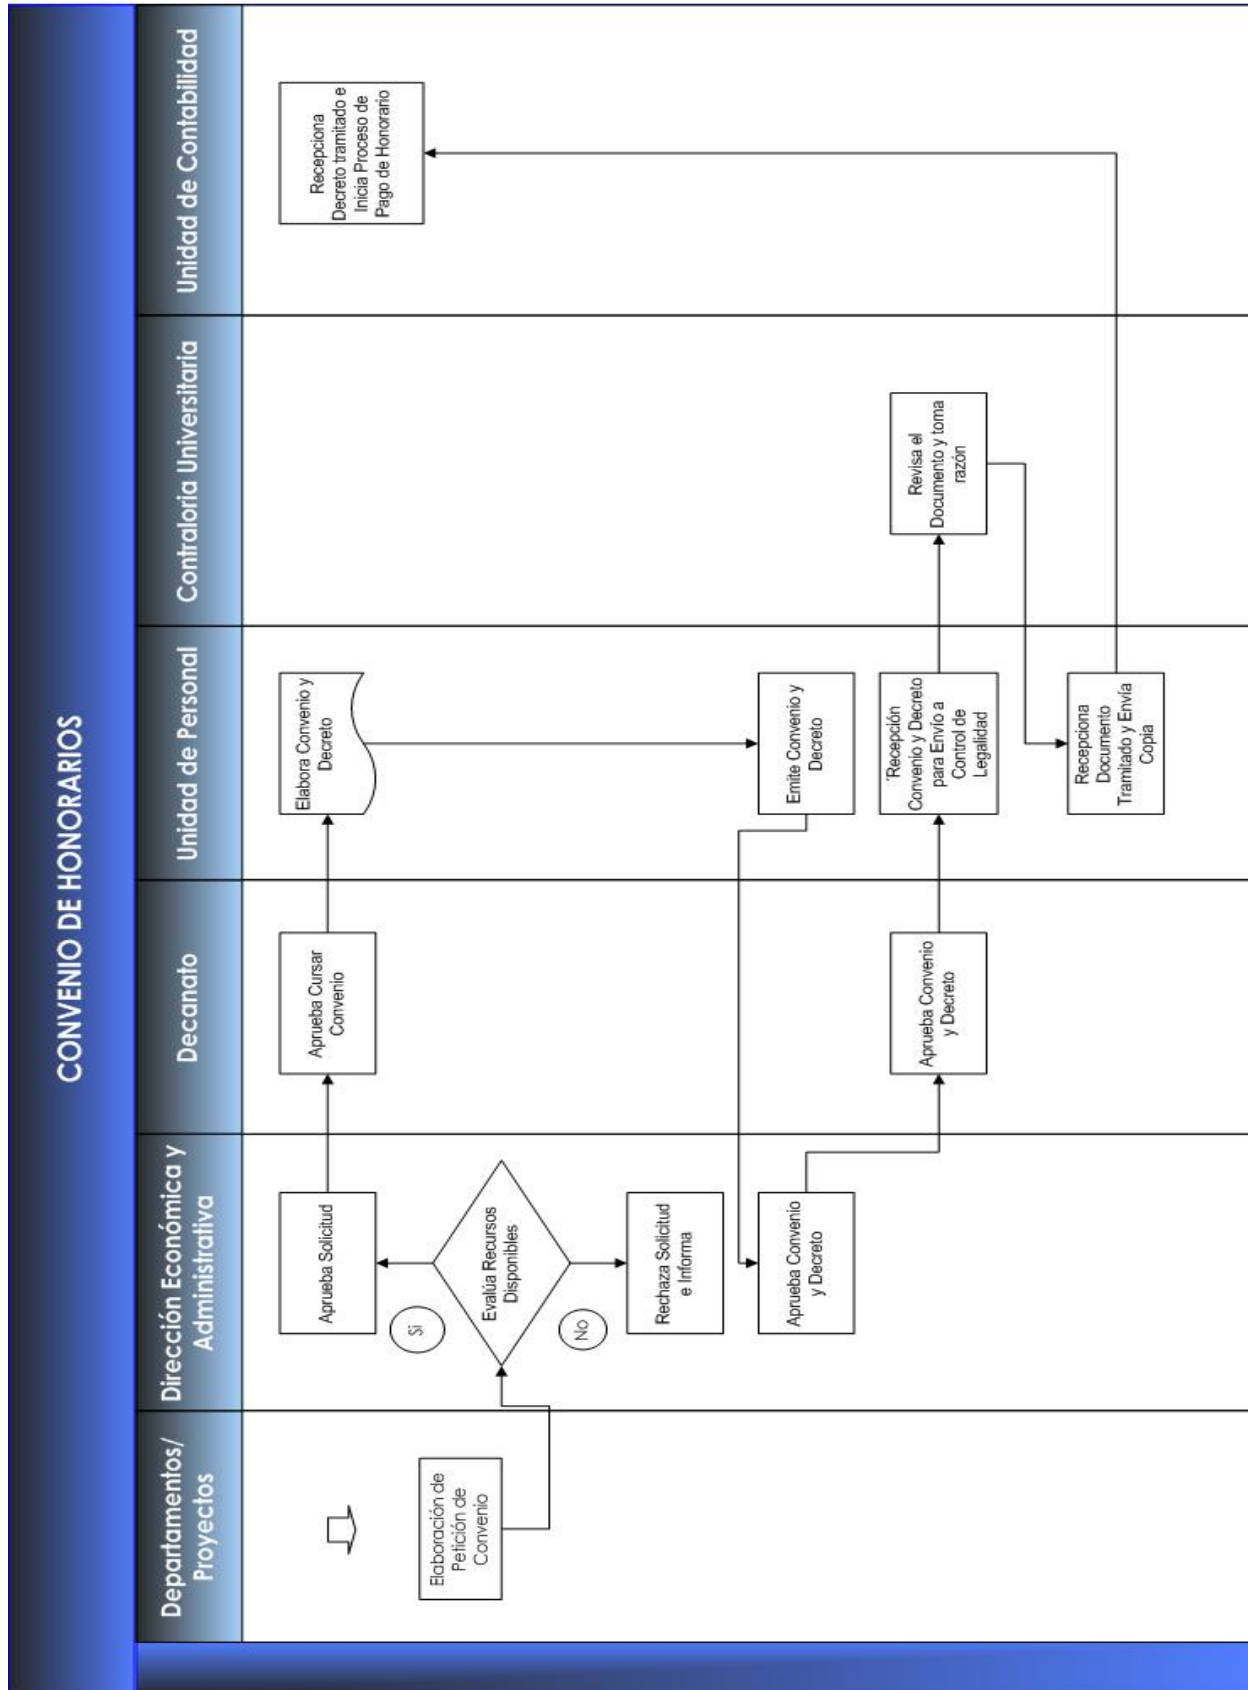 CONVENIO DE HONORARIOS
Departamentos/
Proyectos
Dirección Económica y
Administrativa
Decanato
Unidad de Personal
Contraloria Universitaria
Unidad de Contabilidad
Elaboración de
Petición de
Convenio
Evalúa Recursos
Disponibles
Si
No
Aprueba Solicitud
Rechaza Solicitud
e Informa
Aprueba Cursar
Convenio
Elabora Convenio y
Decreto
Emite Convenio y
Decreto
Aprueba Convenio
y Decreto
Aprueba Convenio
y Decreto
¨Recepción
Convenio y Decreto
para Envío a
Control de
Legalidad
Revisa el
Documento y toma
razón
Recepciona
Documento
Tramitado y Envía
Copia
Recepciona
Decreto tramitado e
Inicia Proceso de
Pago de Honorario